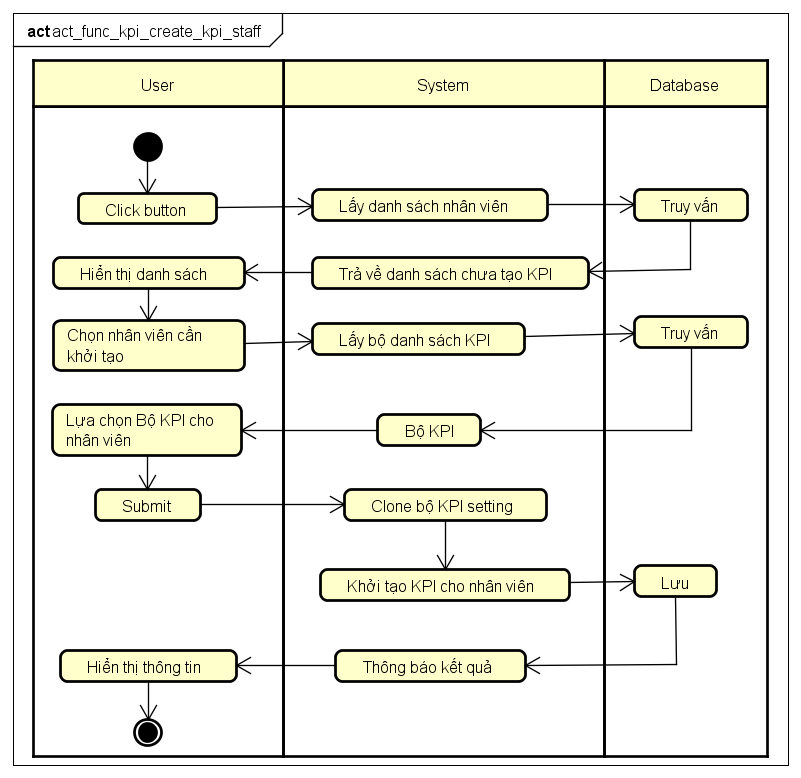 act act_func_kpi_create_kpi_staff
User
System
Database
Click button
Lấy danh sách nhân viên
Truy vấn
Hiển thị danh sách
Trả về danh sách chưa tạo KPI
Chọn nhân viên cần
khởi tạo
Lấy bộ danh sách KPI
Truy vấn
Lựa chọn Bộ KPI cho
nhân viên
Bộ KPI
Submit
Clone bộ KPI setting
Khởi tạo KPI cho nhân viên
Lưu
Hiển thị thông tin
Thông báo kết quả